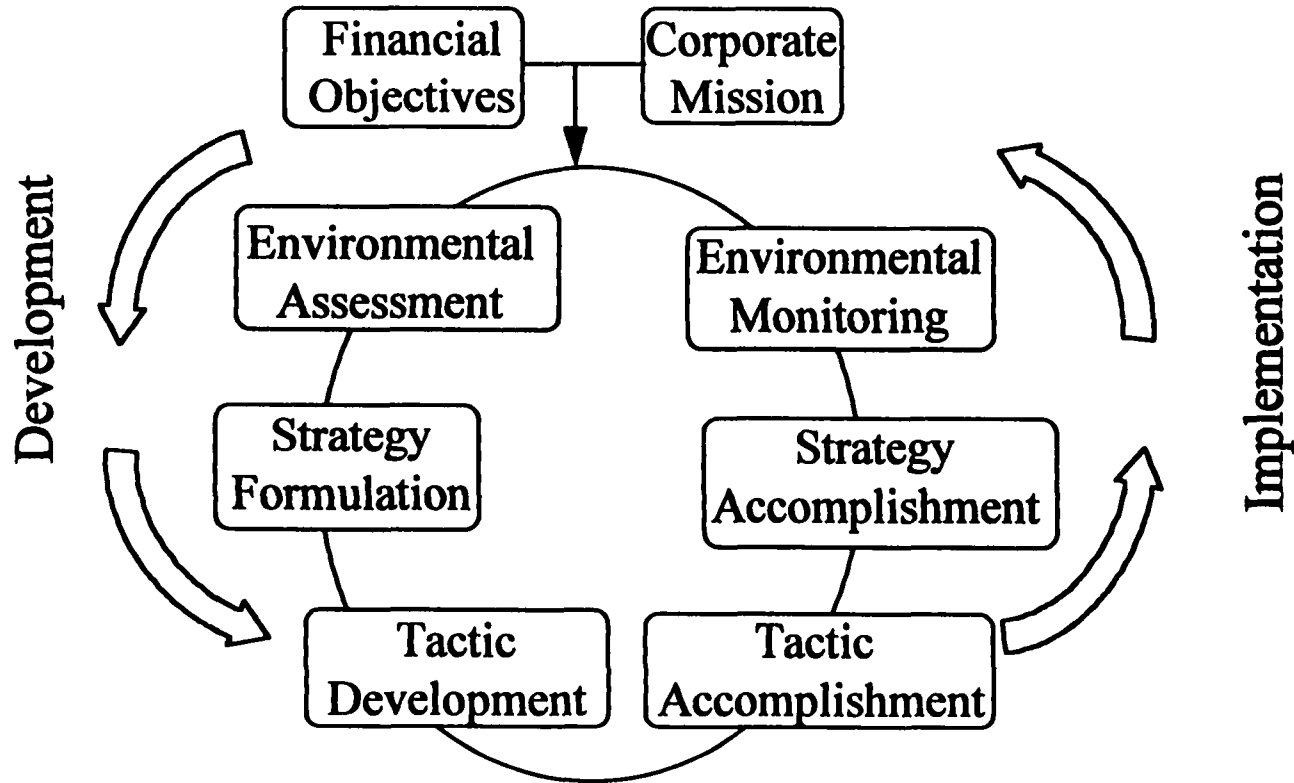 Financial
Objectives
Corporate
Mission
Development
Environmental
Assessment
Environmental
Monitoring
Implementation
Strategy
Formulation
Strategy
Accomplishment
Tactic
Development
Tactic
Accomplishment